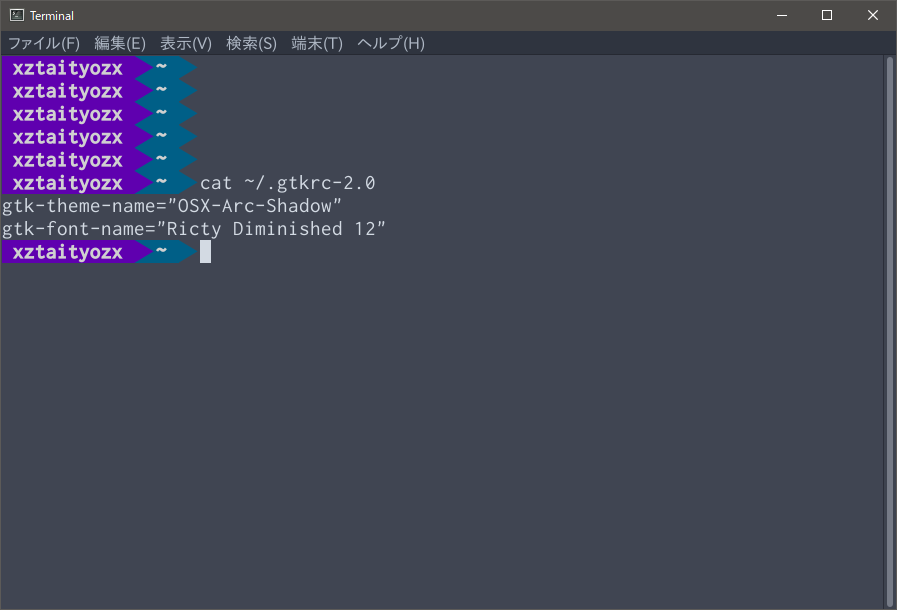 Terminal
ファイル(F) 編集(E) 表示(V) 検索(S) 端末(T) ヘルプ(H)
xztaityozx ~
xztaityozx ~
xztaityozx ~
xztaityozx ~
xztaityozx ~
xztaityozx ~ cat ~/.gtkrc-2.0
gtk-theme-name="OSX-Arc-Shadow"
gtk-font-name="Ricty Diminished 12"
xztaityozx ~